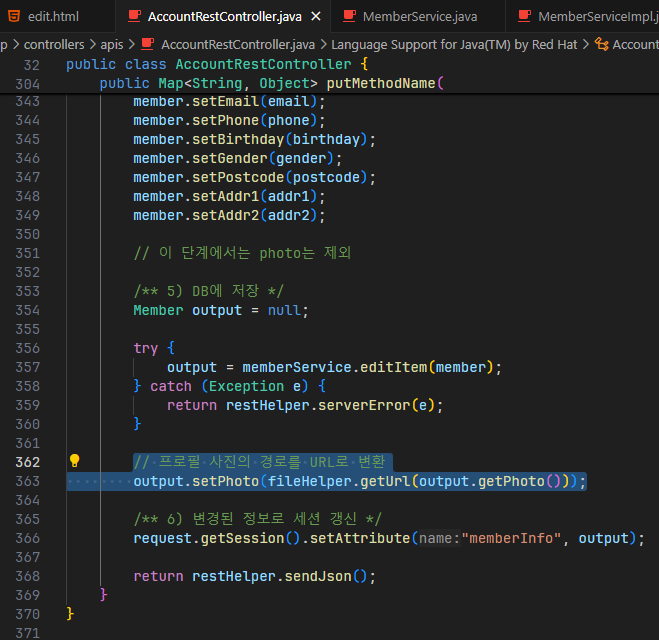 edit.html AccountRestController.java × MemberService.java MemberServiceImpl.j
p > controllers > apis > AccountRestController.java > Language Support for Java(TM) by Red Hat > Account
32 public class AccountRestController {
304 public Map<String, Object> putMethodName(
343 member.setEmail(email);
344 member.setPhone(phone);
345 member.setBirthday(birthday);
346 member.setGender(gender);
347 member.setPostcode(postcode);
348 member.setAddr1(addr1);
349 member.setAddr2(addr2);
350
351 // 이 단계에서는 photo는 제외
352
353 /** 5) DB에 저장 */
354 Member output = null;
355
356 try {
357 output = memberService.editItem(member);
358 } catch (Exception e) {
359 return restHelper.serverError(e);
360 }
361
362 // 프로필 사진의 경로를 URL로 변환
363 output.setPhoto(fileHelper.getUrl(output.getPhoto()));
364
365 /** 6) 변경된 정보로 세션 갱신 */
366 request.getSession().setAttribute(name:"memberInfo", output);
367
368 return restHelper.sendJson();
369 }
370 }
371